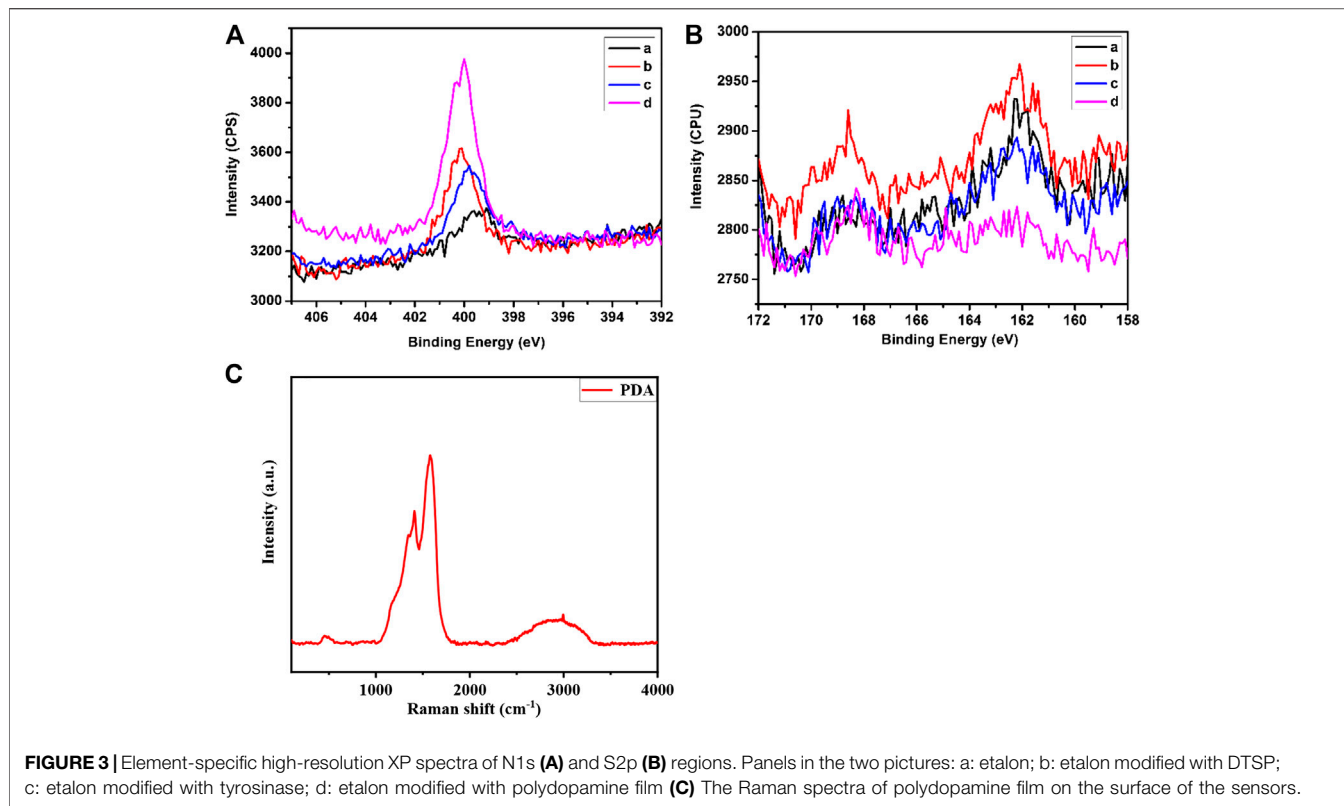 A
Intensity (CPS)
4000
3800
3600
3400
3200
3000
406 404 402 400 398 396 394 392
Binding Energy (eV)
a
b
c
d
B
Intensity (CPU)
3000
2950
2900
2850
2800
2750
172 170 168 166 164 162 160 158
Binding Energy (eV)
a
b
c
d
C
Intensity (a.u.)
PDA
1000 2000 3000 4000
Raman shift (cm⁻¹)
FIGURE 3 | Element-specific high-resolution XP spectra of N1s (A) and S2p (B) regions. Panels in the two pictures: a: etalon; b: etalon modified with DTSP;
c: etalon modified with tyrosinase; d: etalon modified with polydopamine film (C) The Raman spectra of polydopamine film on the surface of the sensors.